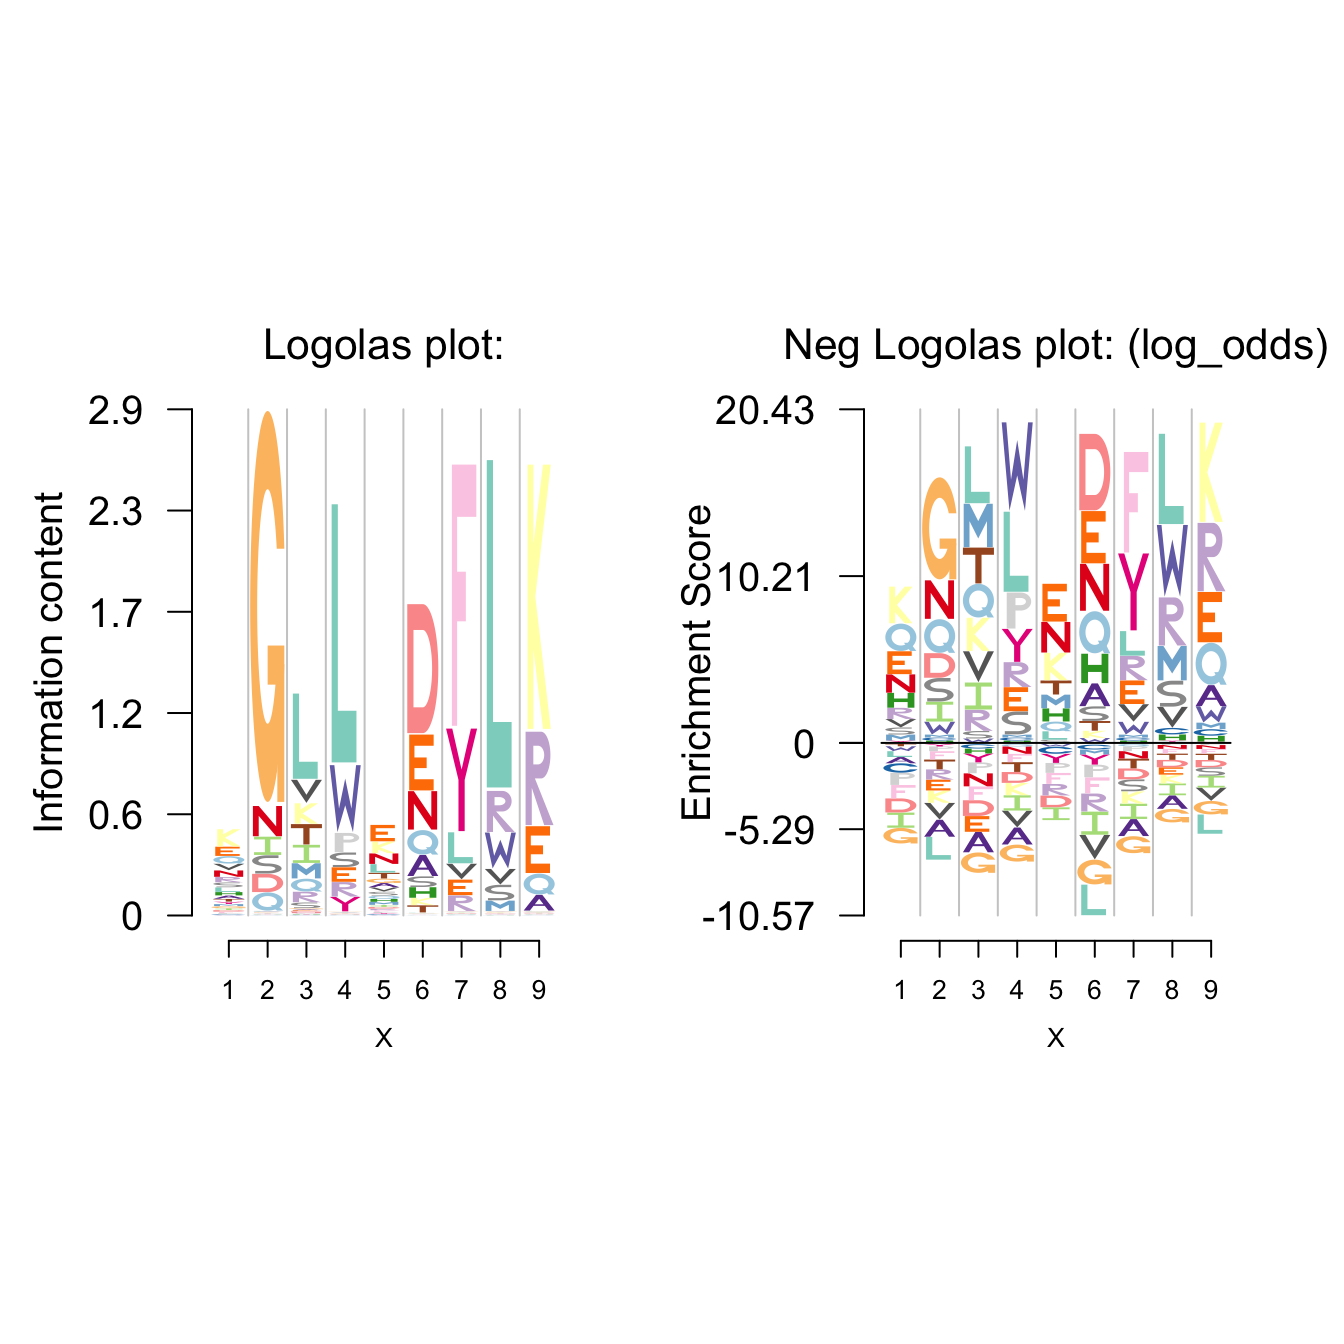 Logolas plot:
Information content
2.9
2.3
1.7
1.2
0.6
0
K
E
Q
V
N
G
N
I
S
D
Q
L
V
K
T
I
M
Q
R
L
W
P
S
E
R
Y
E
K
N
L
D
E
N
Q
A
S
H
K
T
F
Y
L
V
E
R
L
R
W
V
S
M
K
R
E
Q
A
1 2 3 4 5 6 7 8 9
X
Neg Logolas plot: (log_odds)
Enrichment Score
20.43
10.21
0
-5.29
-10.57
K
Q
E
N
H
R
V
P
F
D
I
G
G
N
Q
D
S
I
W
T
R
E
K
V
A
L
L
M
T
Q
K
V
I
R
Y
P
N
F
D
E
A
G
W
L
P
Y
R
E
S
N
T
D
K
I
V
A
G
E
N
K
T
M
H
Q
L
Y
P
F
R
D
I
D
E
N
Q
H
A
S
T
Y
P
F
R
I
V
G
L
F
Y
L
R
E
V
W
N
T
D
S
K
I
A
G
L
W
R
M
S
V
T
D
E
K
I
A
G
K
R
E
Q
A
W
M
T
D
S
I
V
G
L
1 2 3 4 5 6 7 8 9
X